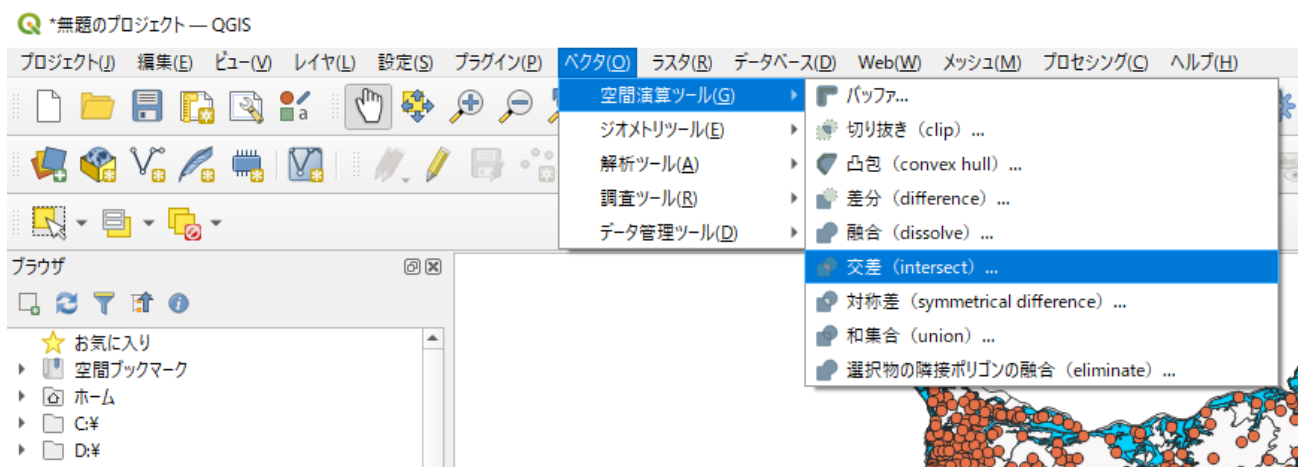 *無題のプロジェクト — QGIS
プロジェクト(J) 編集(E) ビュー(V) レイヤ(L) 設定(S) プラグイン(P) ベクタ(O) ラスタ(R) データベース(D) Web(W) メッシュ(M) プロセシング(C) ヘルプ(H)
空間演算ツール(G)
ジオメトリツール(E)
解析ツール(A)
調査ツール(R)
データ管理ツール(D)
バッファ...
切り抜き（clip）...
凸包（convex hull）...
差分（difference）...
融合（dissolve）...
交差（intersect）...
対称差（symmetrical difference）...
和集合（union）...
選択物の隣接ポリゴンの融合（eliminate）...
a
ブラウザ
お気に入り
空間ブックマーク
ホーム
C:¥
D:¥